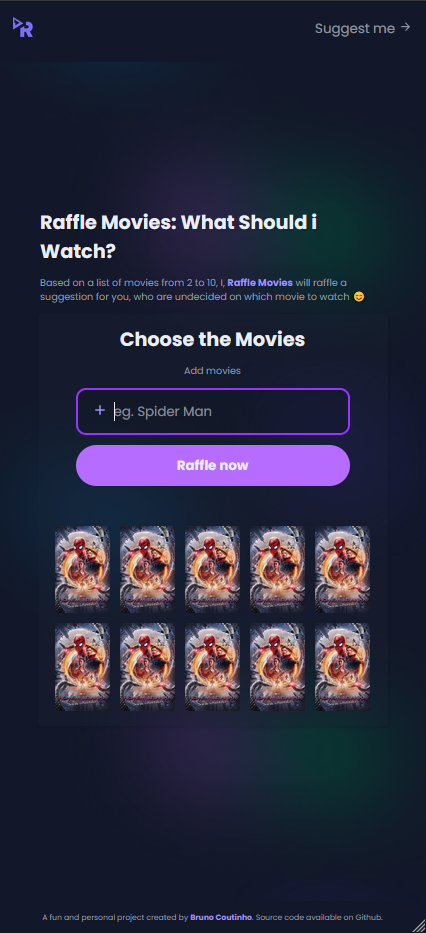 R
Suggest me →
Raffle Movies: What Should i
Watch?
Based on a list of movies from 2 to 10, I, Raffle Movies will raffle a
suggestion for you, who are undecided on which movie to watch 😊
Choose the Movies
Add movies
+ eg. Spider Man
Raffle now
A fun and personal project created by Bruno Coutinho. Source code available on Github.